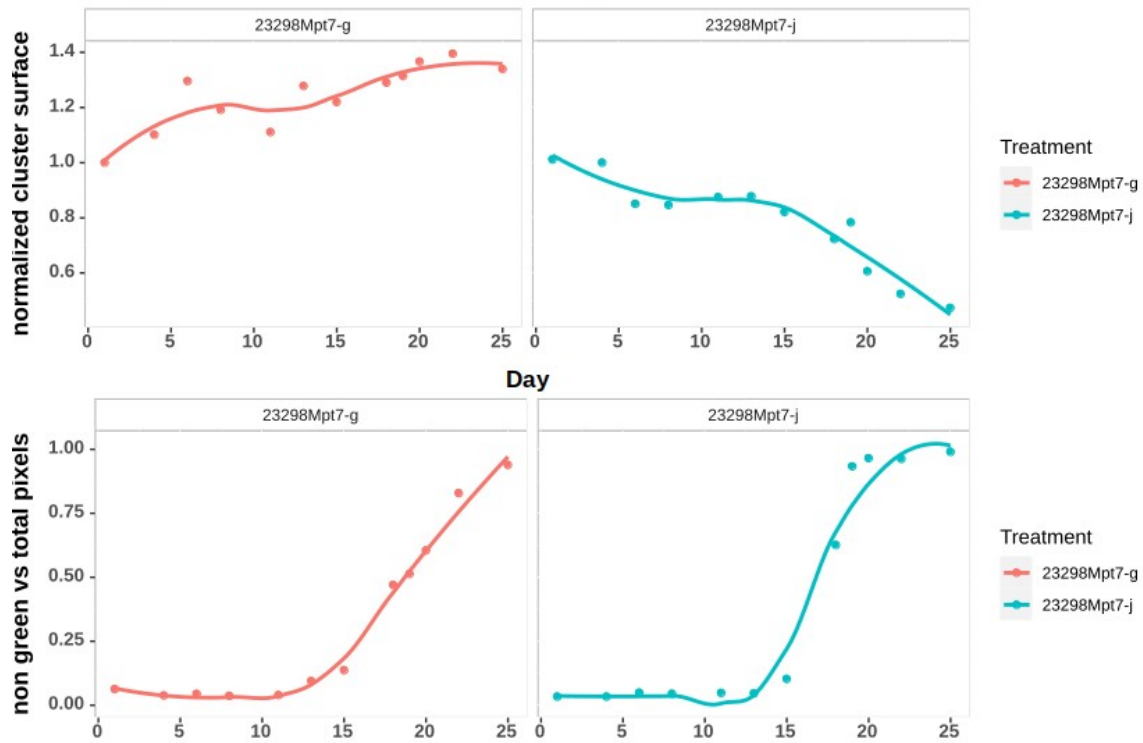 23298Mpt7-g 23298Mpt7-j
normalized cluster surface
1.4
1.2
1.0
0.8
0.6
0 5 10 15 20 25 0 5 10 15 20 25
Treatment
23298Mpt7-g
23298Mpt7-j
Day
23298Mpt7-g 23298Mpt7-j
non green vs total pixels
1.00
0.75
0.50
0.25
0.00
0 5 10 15 20 25 0 5 10 15 20 25
Treatment
23298Mpt7-g
23298Mpt7-j